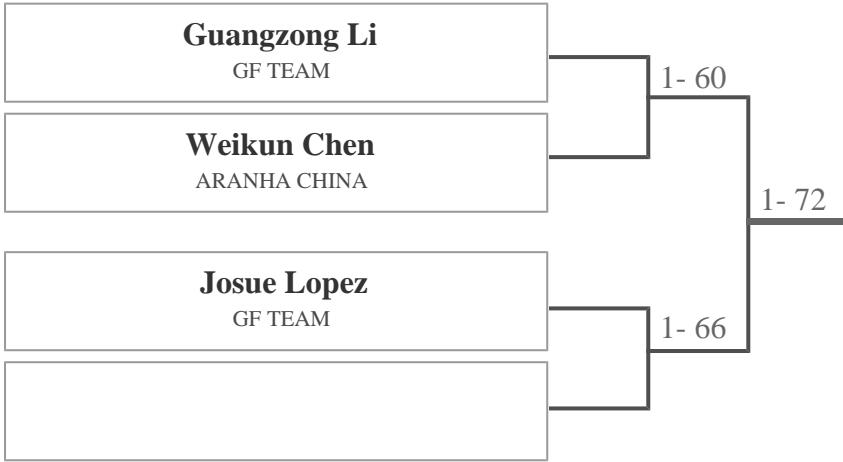 Guangzong Li
GF TEAM
1- 60
Weikun Chen
ARANHA CHINA
1- 72
Josue Lopez
GF TEAM
1- 66